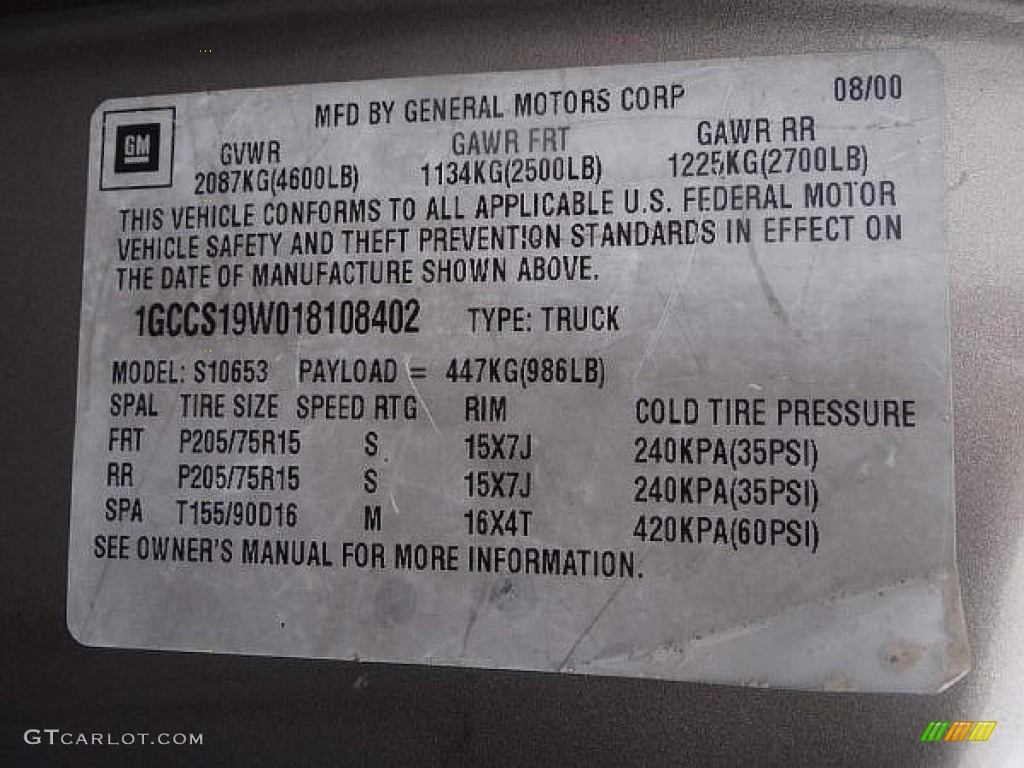 MFD BY GENERAL MOTORS CORP 08/00
GM
GVWR GAWR FRT GAWR RR
2087KG(4600LB) 1134KG(2500LB) 1225KG(2700LB)
THIS VEHICLE CONFORMS TO ALL APPLICABLE U.S. FEDERAL MOTOR
VEHICLE SAFETY AND THEFT PREVENTION STANDARDS IN EFFECT ON
THE DATE OF MANUFACTURE SHOWN ABOVE.
1GCCS19W018108402 TYPE: TRUCK
MODEL: S10653 PAYLOAD = 447KG(986LB)
SPAL TIRE SIZE SPEED RTG RIM COLD TIRE PRESSURE
FRT P205/75R15 S 15X7J 240KPA(35PSI)
RR P205/75R15 S 15X7J 240KPA(35PSI)
SPA T155/90D16 M 16X4T 420KPA(60PSI)
SEE OWNER'S MANUAL FOR MORE INFORMATION.
GTCARLOT.COM